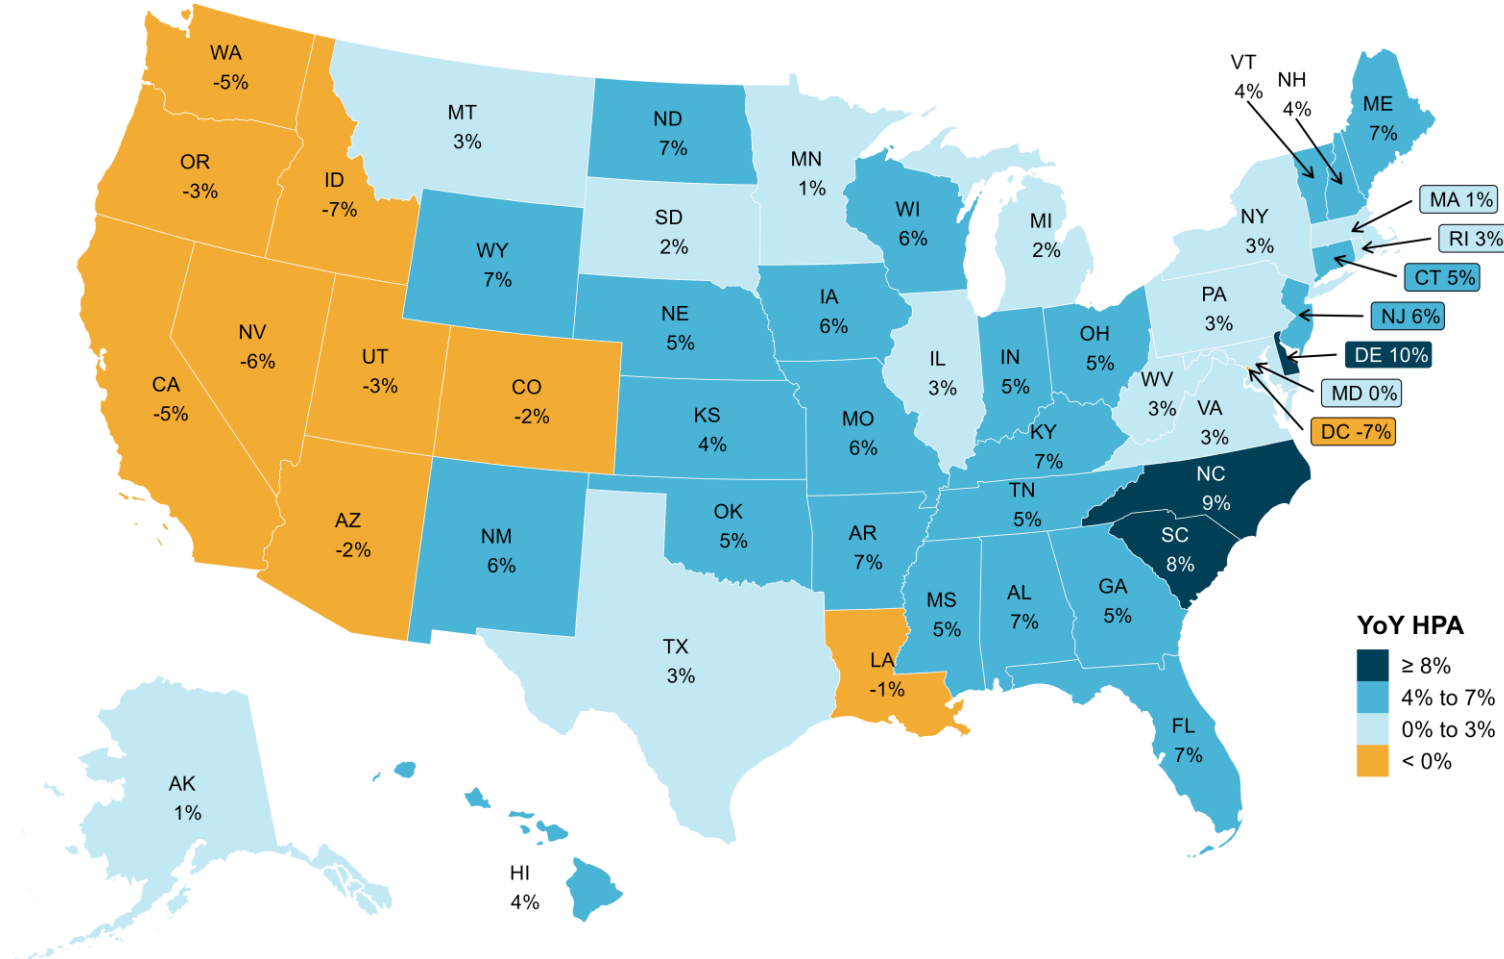 WA
-5%
OR
-3%
ID
-7%
MT
3%
ND
7%
MN
1%
SD
2%
WY
7%
WI
6%
MI
2%
VT
4%
NH
4%
ME
7%
NY
3%
MA 1%
RI 3%
CT 5%
NJ 6%
DE 10%
MD 0%
DC -7%
PA
3%
NV
-6%
UT
-3%
CA
-5%
CO
-2%
NE
5%
IA
6%
IL
3%
IN
5%
OH
5%
WV
3%
VA
3%
KS
4%
MO
6%
KY
7%
NC
9%
TN
5%
SC
8%
AZ
-2%
NM
6%
OK
5%
AR
7%
MS
5%
AL
7%
GA
5%
TX
3%
LA
-1%
FL
7%
AK
1%
HI
4%
YoY HPA
≥ 8%
4% to 7%
0% to 3%
< 0%